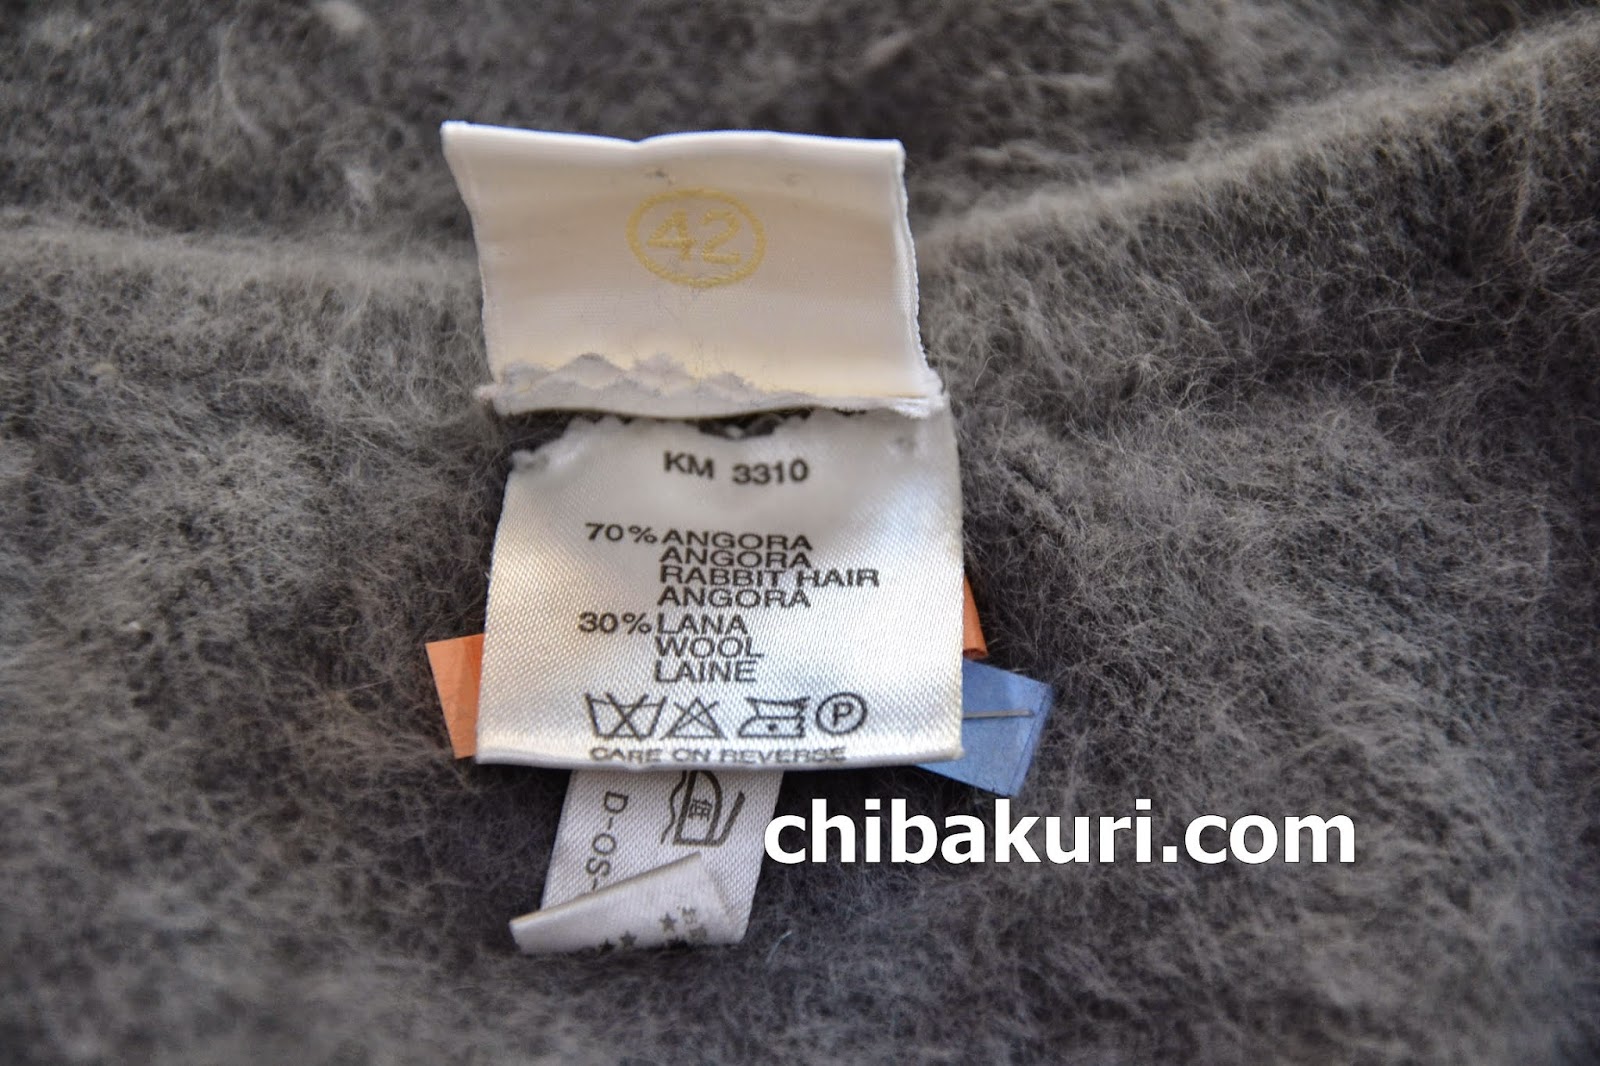 42
KM 3310
70% ANGORA
ANGORA
RABBIT HAIR
ANGORA
30% LANA
WOOL
LAINE
P
CARE ON REVERSE
D-OS-
chibakuri.com